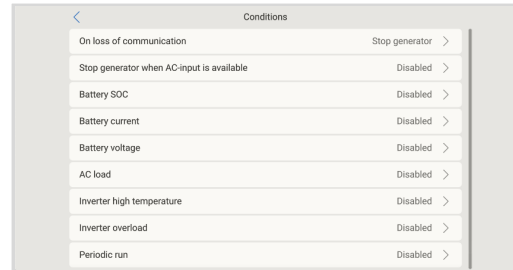 Conditions
On loss of communication Stop generator
Stop generator when AC-input is available Disabled
Battery SOC Disabled
Battery current Disabled
Battery voltage Disabled
AC load Disabled
Inverter high temperature Disabled
Inverter overload Disabled
Periodic run Disabled